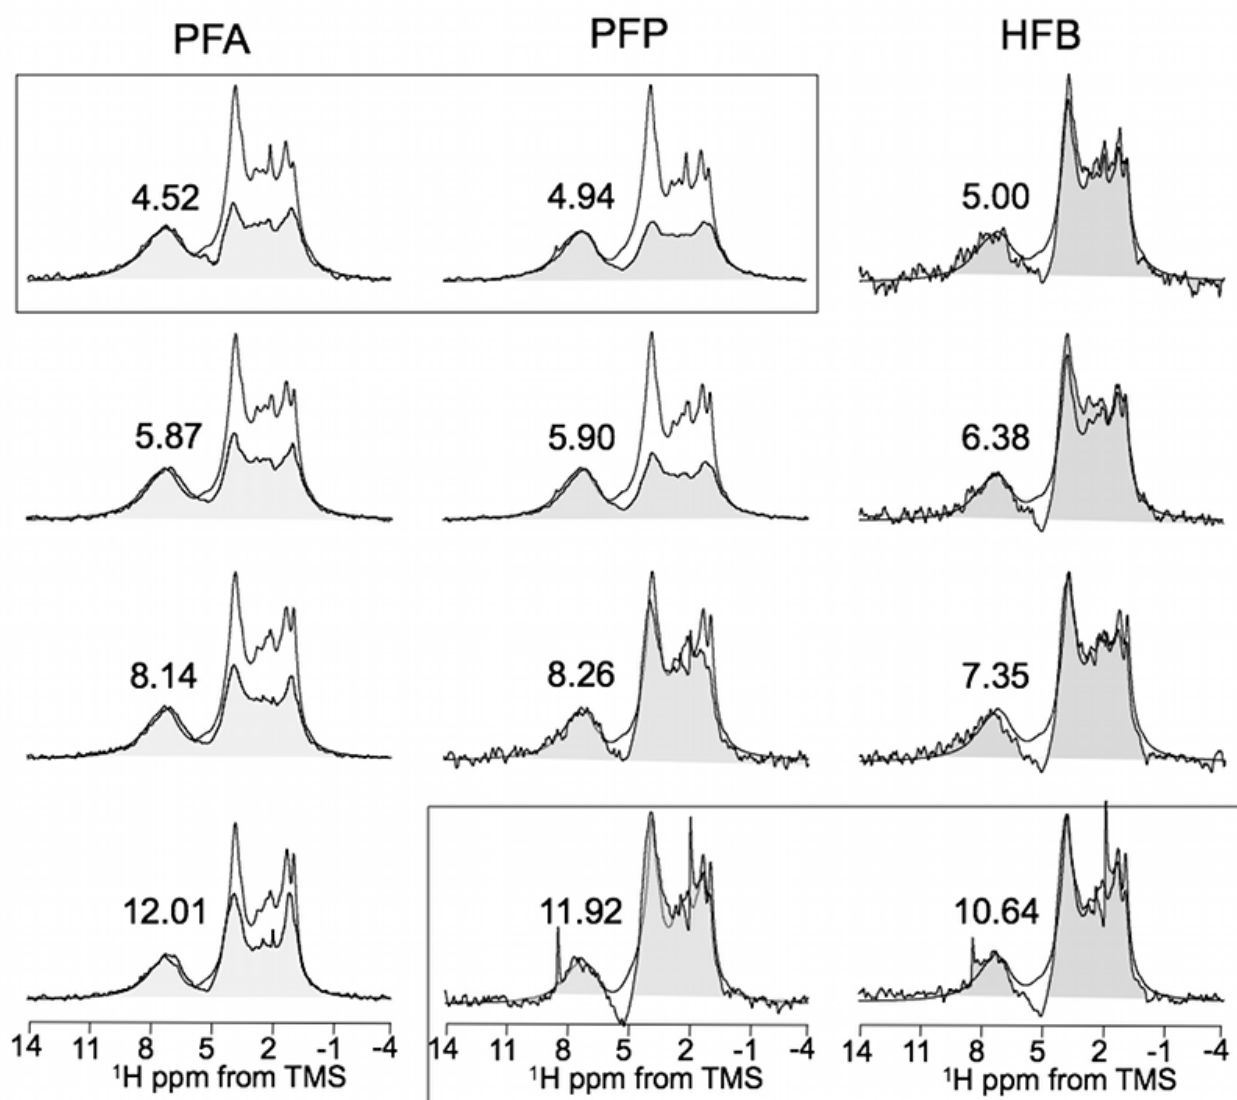 PFA PFP HFB
4.52 4.94 5.00
5.87 5.90 6.38
8.14 8.26 7.35
12.01 11.92 10.64
14 11 8 5 2 -1 -4 14 11 8 5 2 -1 -4 14 11 8 5 2 -1 -4
¹H ppm from TMS ¹H ppm from TMS ¹H ppm from TMS